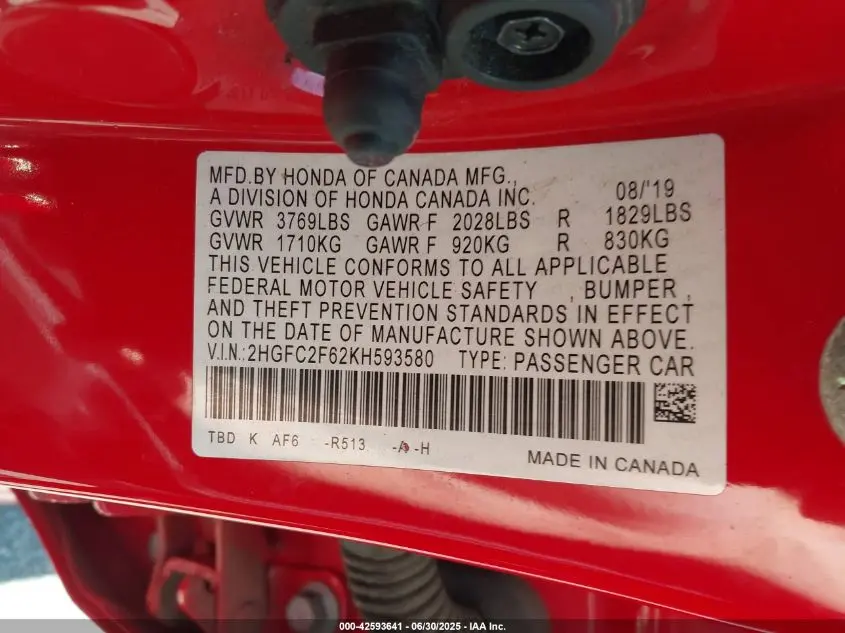 MFD.BY HONDA OF CANADA MFG.,
A DIVISION OF HONDA CANADA INC. 08/'19
GVWR 3769LBS GAWR F 2028LBS R 1829LBS
GVWR 1710KG GAWR F 920KG R 830KG
THIS VEHICLE CONFORMS TO ALL APPLICABLE
FEDERAL MOTOR VEHICLE SAFETY , BUMPER ,
AND THEFT PREVENTION STANDARDS IN EFFECT
ON THE DATE OF MANUFACTURE SHOWN ABOVE.
V.I.N.:2HGFC2F62KH593580 TYPE: PASSENGER CAR
TBD K AF6 -R513 -A -H
MADE IN CANADA
000-42593641 - 06/30/2025 - IAA Inc.